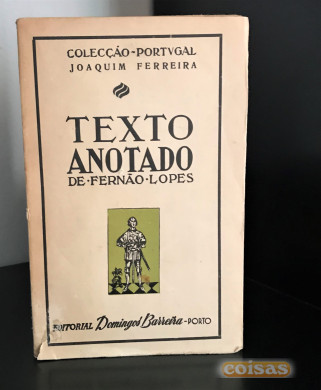 COLECÇÃO-PORTVGAL
JOAQUIM FERREIRA
TEXTO
ANOTADO
DE·FERNÃO·LOPES
EDITORIAL Domingos Barreira-PORTO
coisas